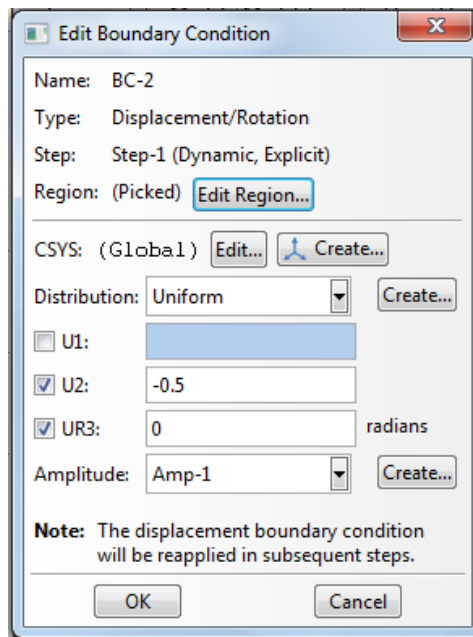 Edit Boundary Condition
X
Name: BC-2
Type: Displacement/Rotation
Step: Step-1 (Dynamic, Explicit)
Region: (Picked) Edit Region...
CSYS: (Global) Edit... Create...
Distribution: Uniform Create...
U1:
U2: -0.5
UR3: 0 radians
Amplitude: Amp-1 Create...
Note: The displacement boundary condition
will be reapplied in subsequent steps.
OK Cancel